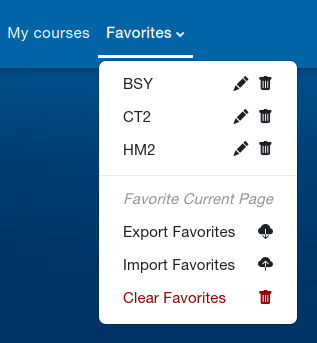 My courses
Favorites
BSY
CT2
HM2
Favorite Current Page
Export Favorites
Import Favorites
Clear Favorites